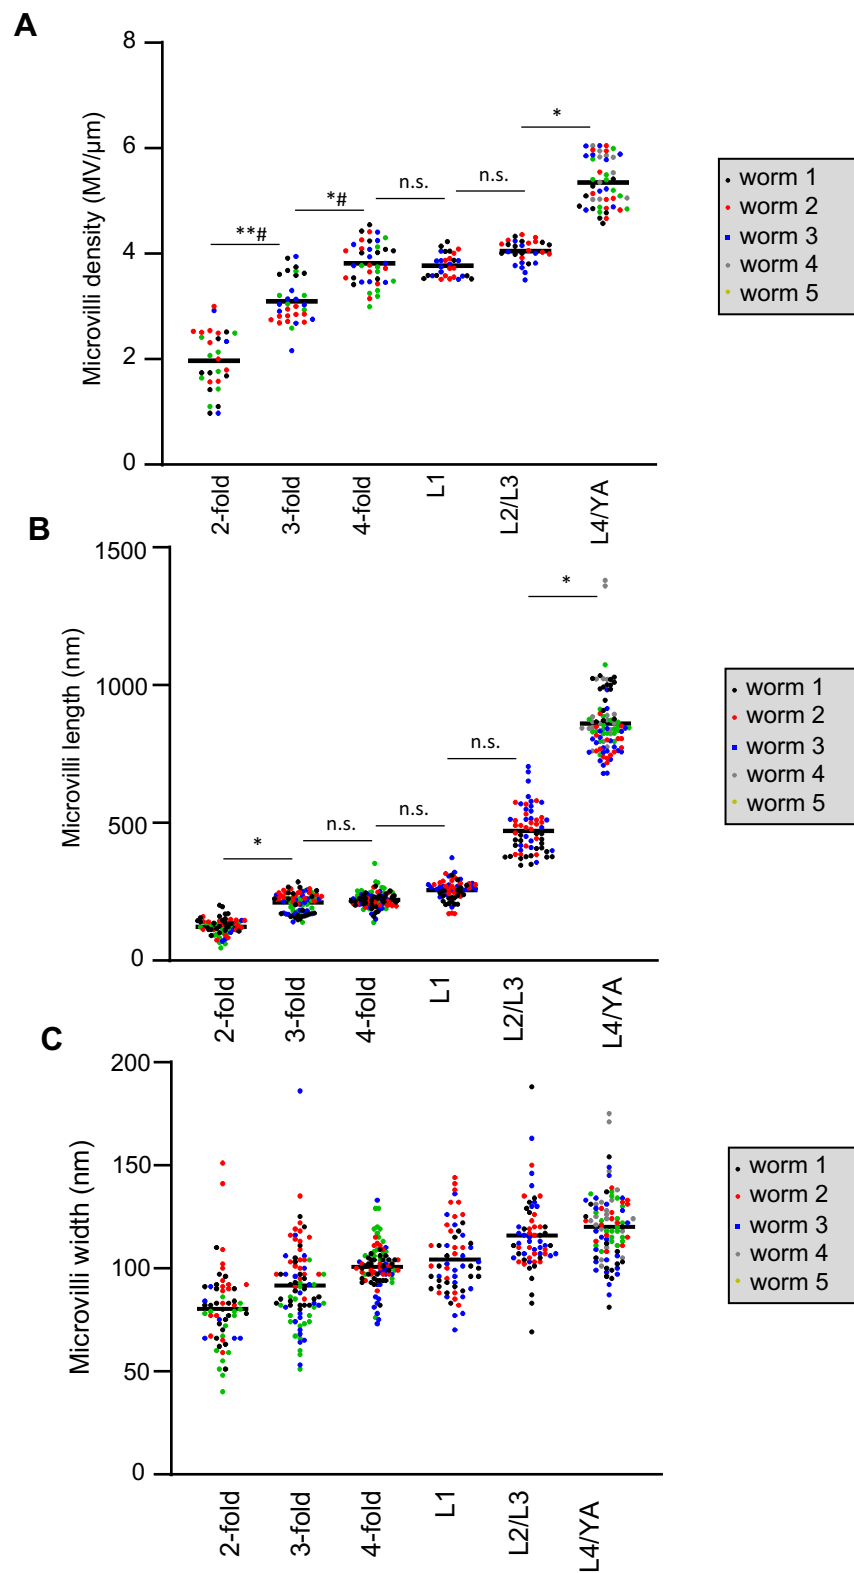 A
Microvilli density (MV/µm)
8
6
4
2
0
**#
*#
n.s.
n.s.
*
2-fold
3-fold
4-fold
L1
L2/L3
L4/YA
worm 1
worm 2
worm 3
worm 4
worm 5
B
Microvilli length (nm)
1500
1000
500
0
*
n.s.
n.s.
n.s.
*
2-fold
3-fold
4-fold
L1
L2/L3
L4/YA
worm 1
worm 2
worm 3
worm 4
worm 5
C
Microvilli width (nm)
200
150
100
50
0
2-fold
3-fold
4-fold
L1
L2/L3
L4/YA
worm 1
worm 2
worm 3
worm 4
worm 5